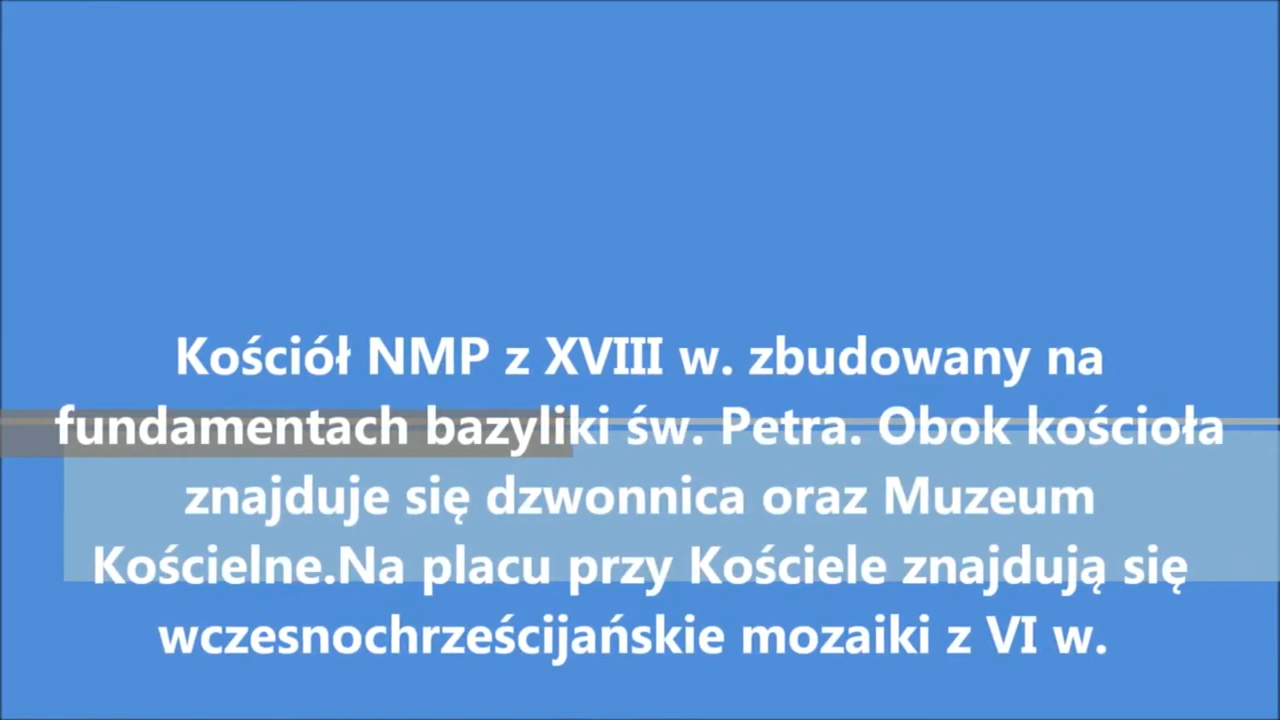 Kościół NMP z XVIII w. zbudowany na
fundamentach bazyliki św. Petra. Obok kościoła
znajduje się dzwonnica oraz Muzeum
Kościelne.Na placu przy Kościele znajdują się
wczesnochrześcijańskie mozaiki z VI w.